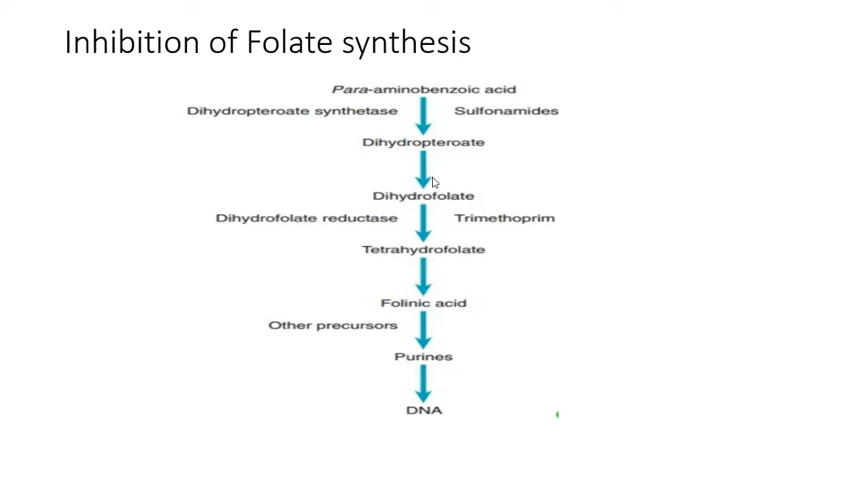 Inhibition of Folate synthesis
Para-aminobenzoic acid
Dihydropteroate synthetase
Sulfonamides
Dihydropteroate
Dihydrofolate
Dihydrofolate reductase
Trimethoprim
Tetrahydrofolate
Folinic acid
Other precursors
Purines
DNA